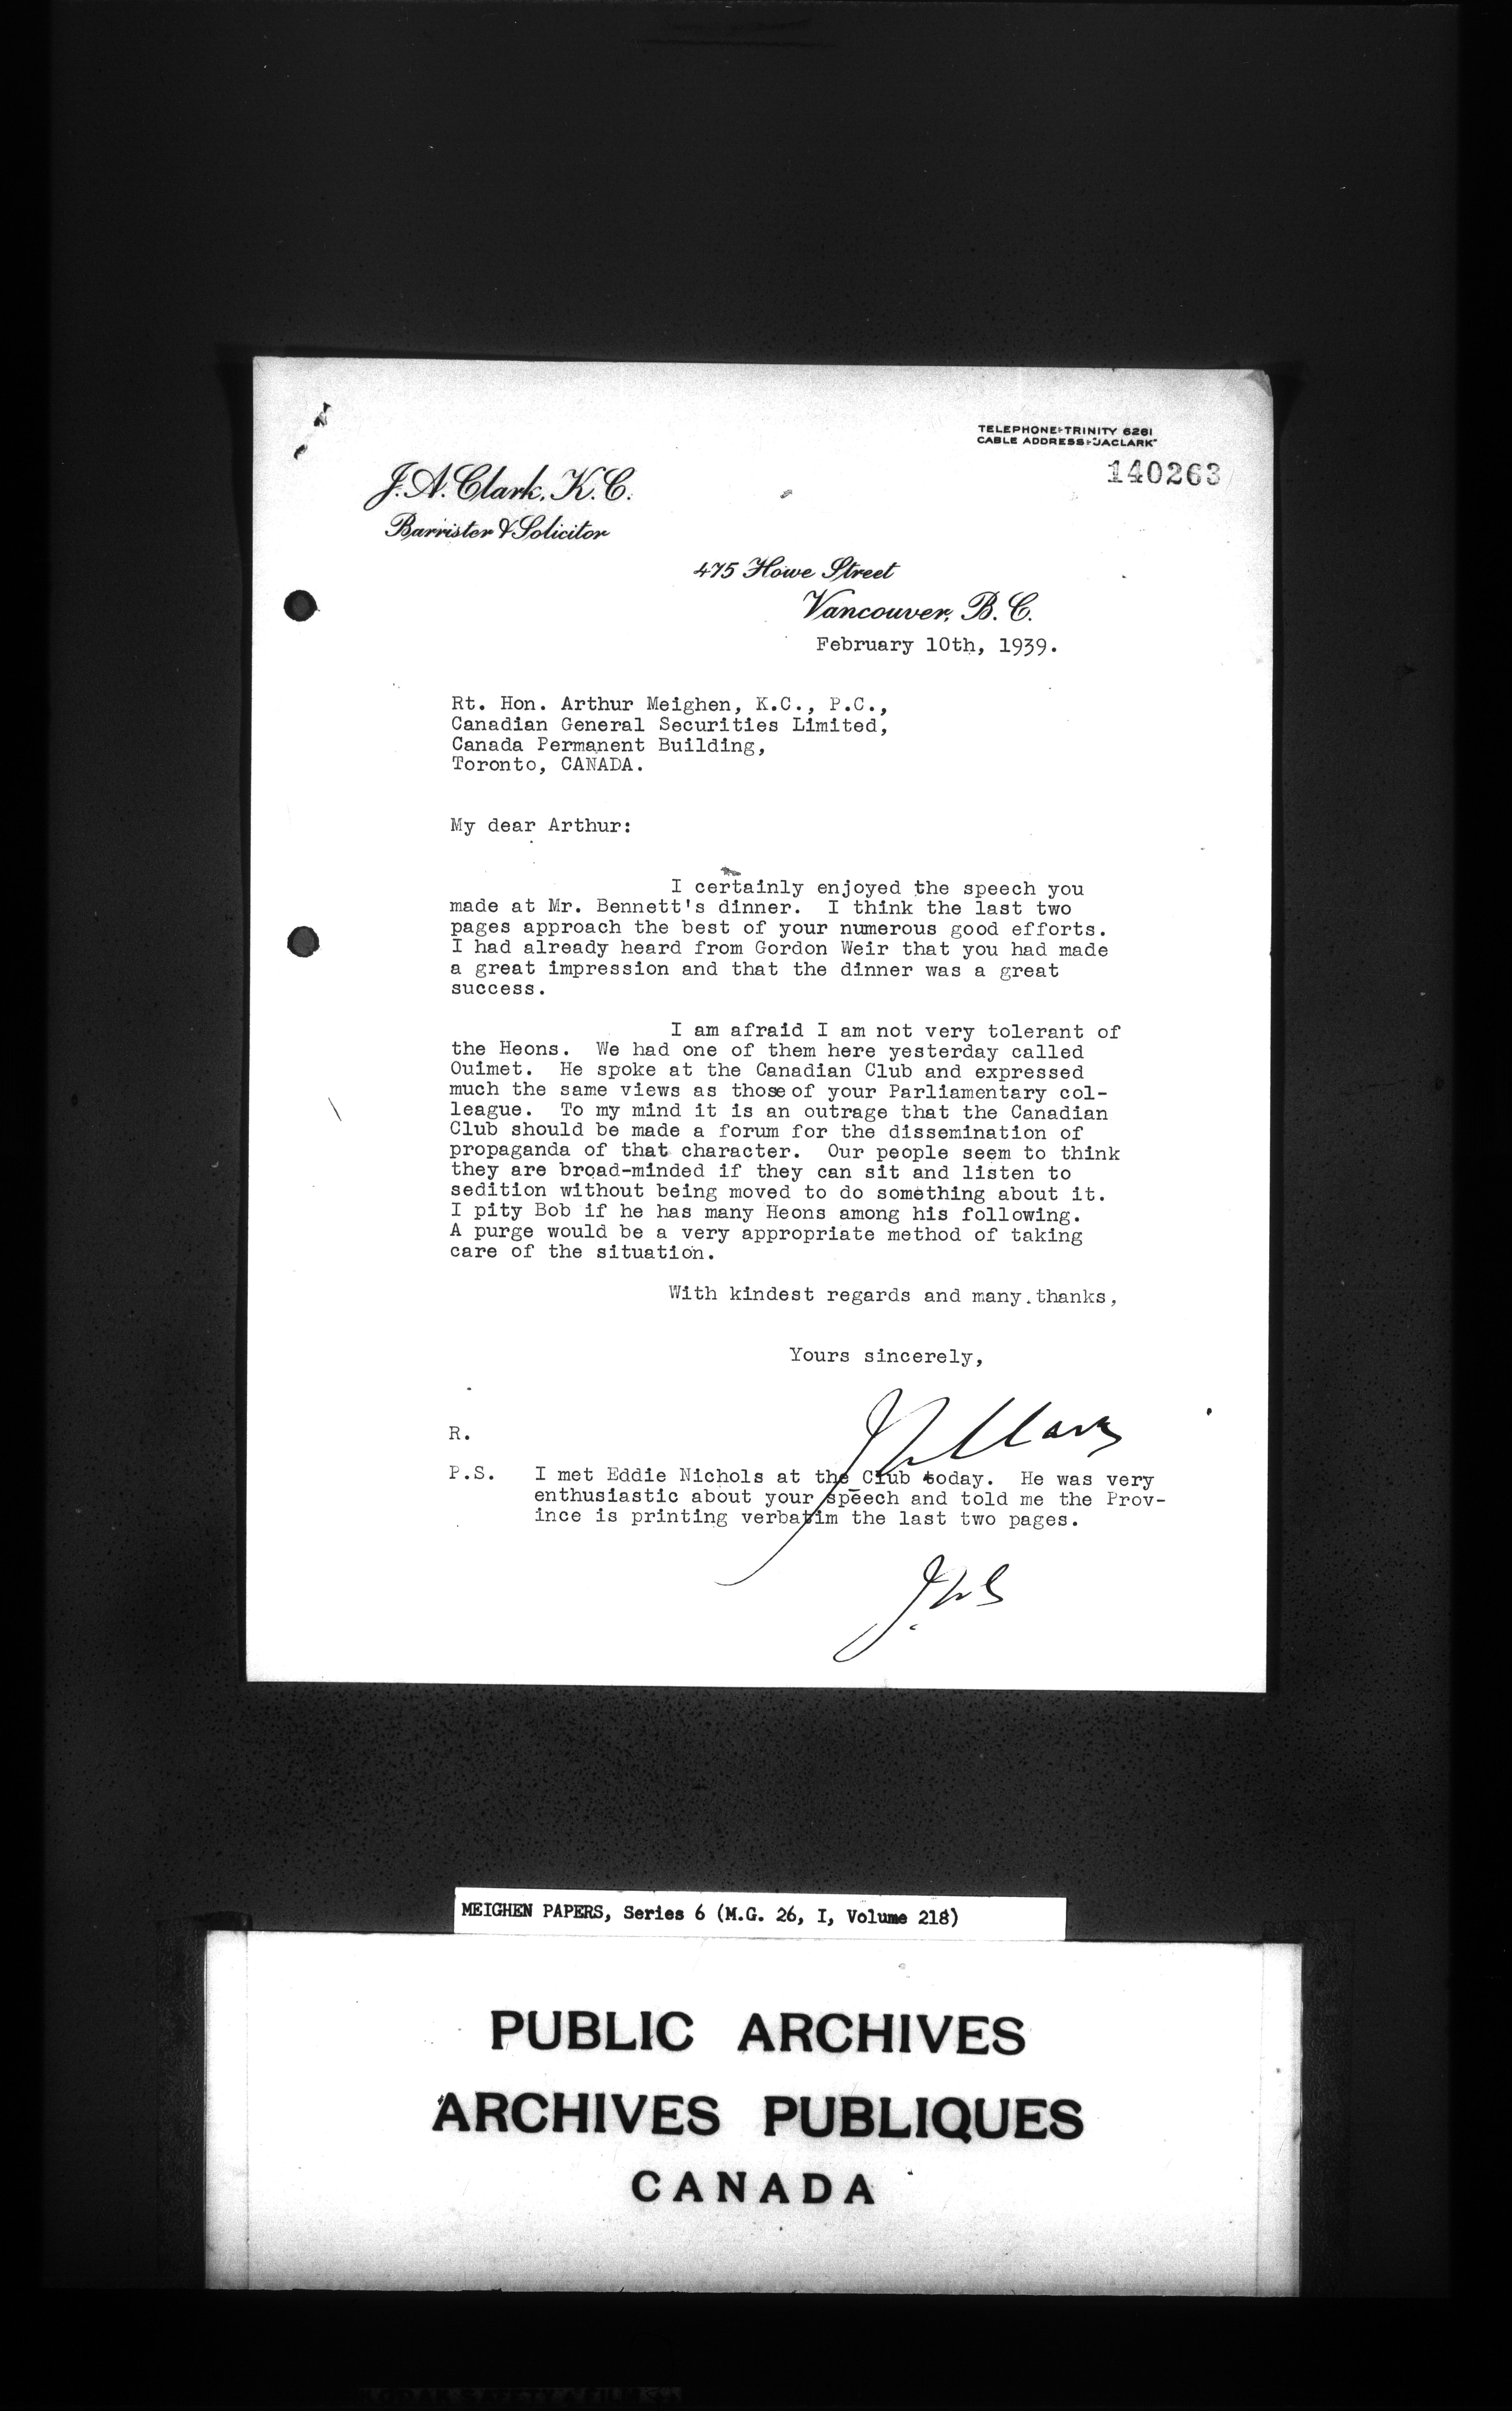 TELEPHONE-TRINITY 6281
CABLE ADDRESS-"JACLARK"
140263
J. A. Clark, K. C.
Barrister & Solicitor
475 Howe Street
Vancouver, B. C.
February 10th, 1939.
Rt. Hon. Arthur Meighen, K.C., P.C.,
Canadian General Securities Limited,
Canada Permanent Building,
Toronto, CANADA.
My dear Arthur:
I certainly enjoyed the speech you
made at Mr. Bennett's dinner. I think the last two
pages approach the best of your numerous good efforts.
I had already heard from Gordon Weir that you had made
a great impression and that the dinner was a great
success.
I am afraid I am not very tolerant of
the Heons. We had one of them here yesterday called
Ouimet. He spoke at the Canadian Club and expressed
much the same views as those of your Parliamentary col-
league. To my mind it is an outrage that the Canadian
Club should be made a forum for the dissemination of
propaganda of that character. Our people seem to think
they are broad-minded if they can sit and listen to
sedition without being moved to do something about it.
I pity Bob if he has many Heons among his following.
A purge would be a very appropriate method of taking
care of the situation.
With kindest regards and many thanks,
Yours sincerely,
J A Clark
R.
P.S. I met Eddie Nichols at the Club today. He was very
enthusiastic about your speech and told me the Prov-
ince is printing verbatim the last two pages.
MEIGHEN PAPERS, Series 6 (M.G. 26, I, Volume 218)
PUBLIC ARCHIVES
ARCHIVES PUBLIQUES
CANADA